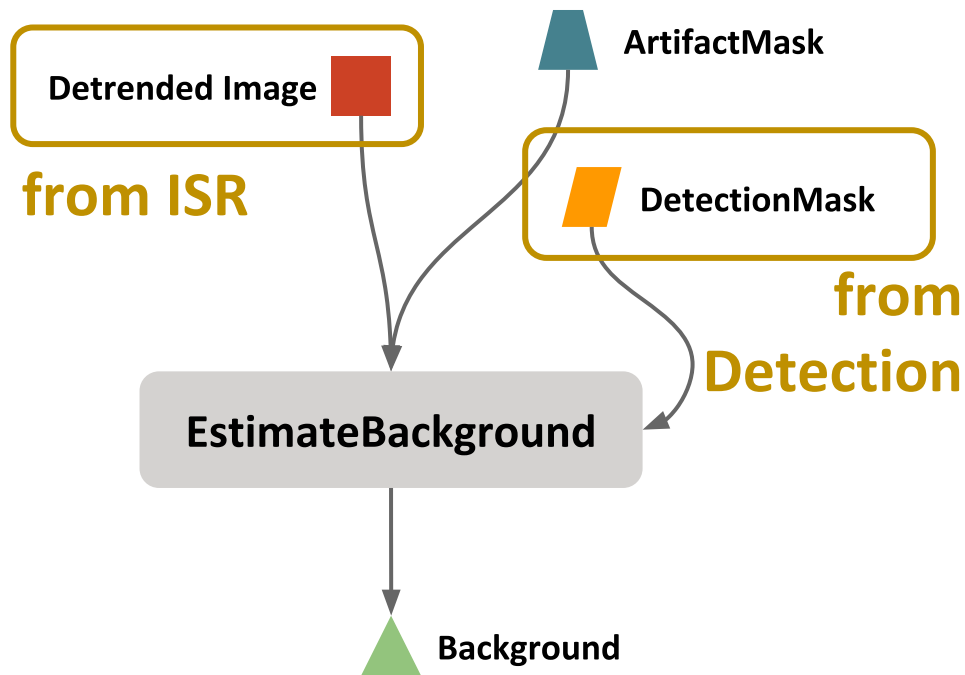 ArtifactMask
Detrended Image
from ISR
DetectionMask
from
Detection
EstimateBackground
Background